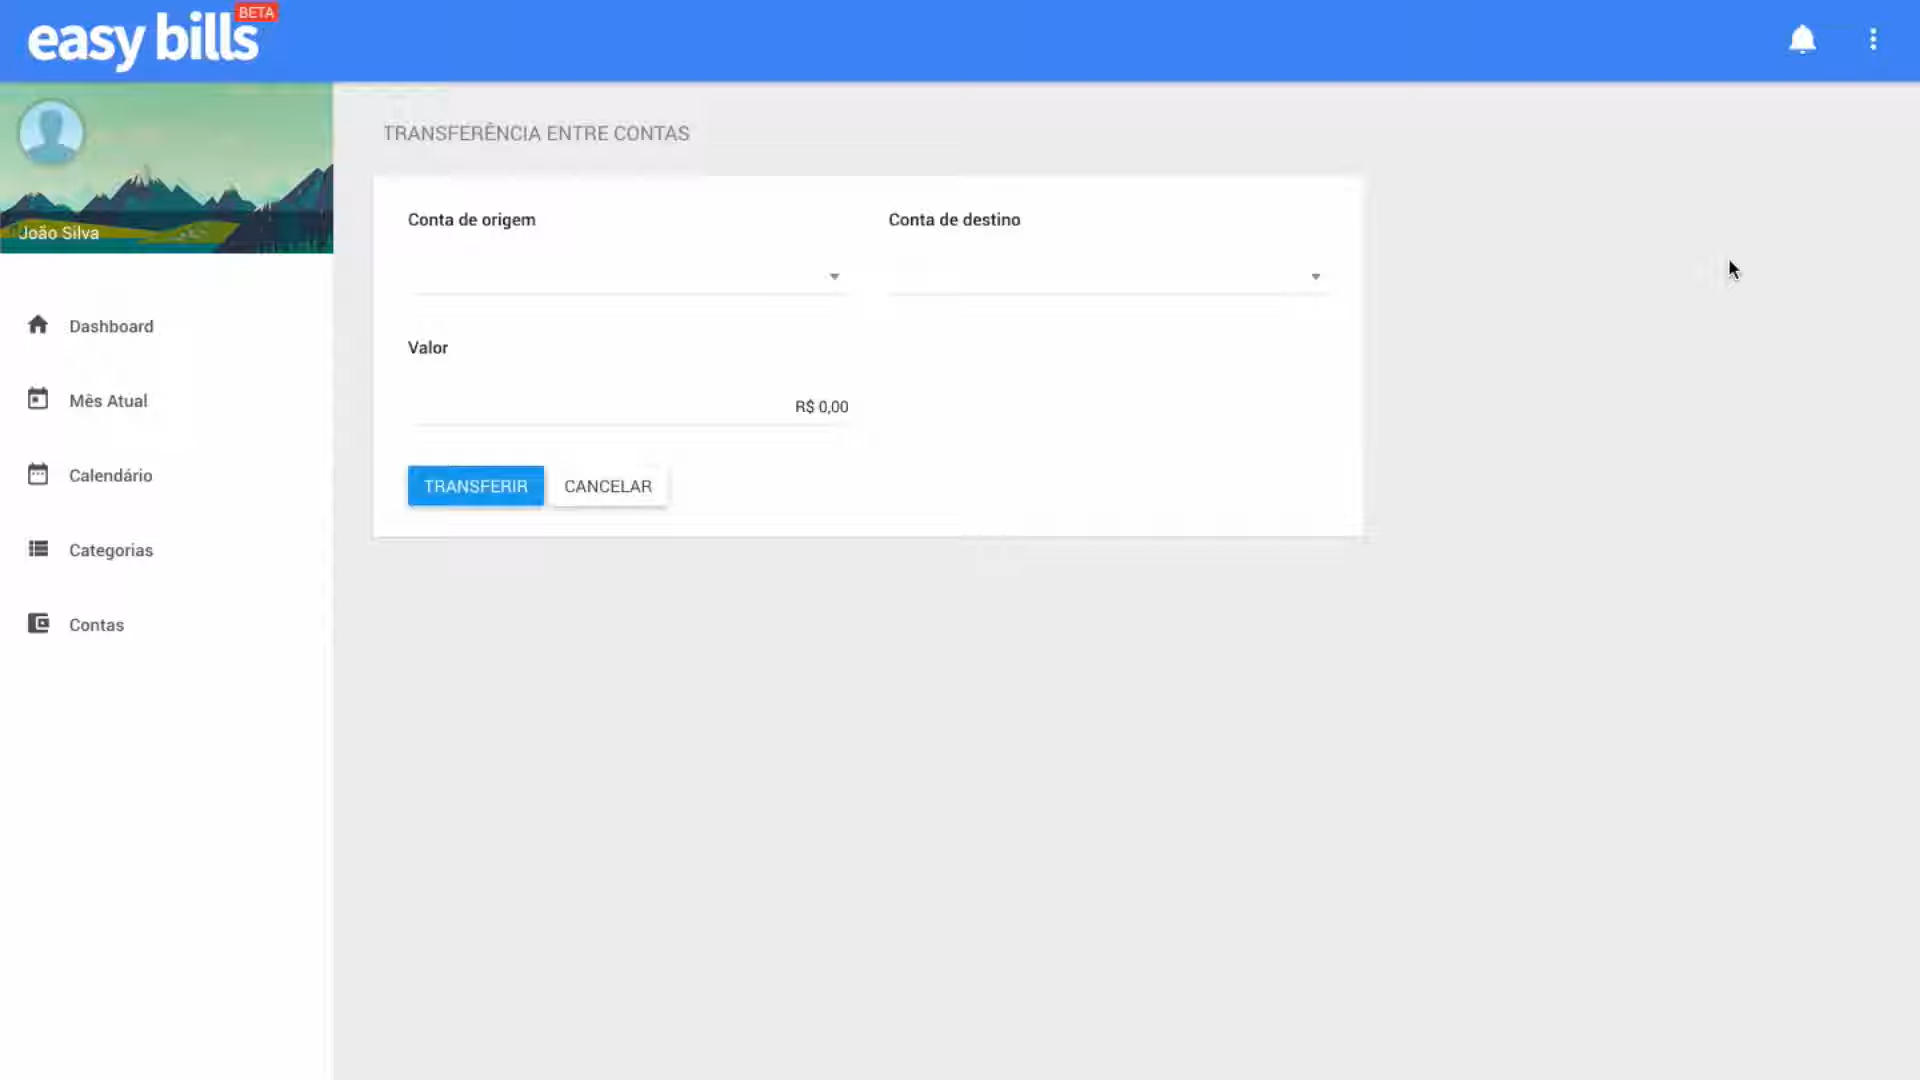 easy bills
BETA
João Silva
Dashboard
Mês Atual
Calendário
Categorias
Contas
TRANSFERÊNCIA ENTRE CONTAS
Conta de origem
Conta de destino
Valor
R$ 0,00
TRANSFERIR
CANCELAR